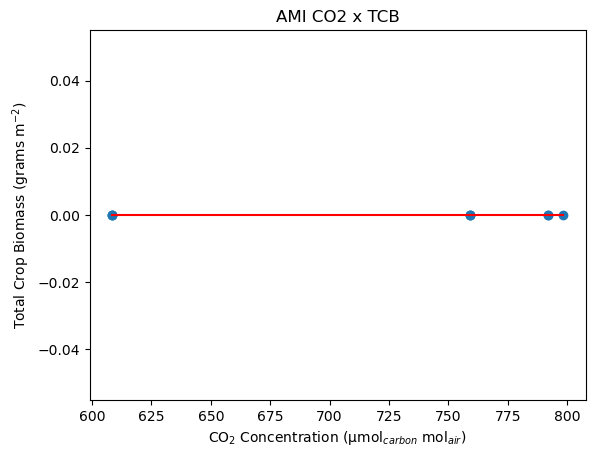 AMI CO2 x TCB
0.04
0.02
0.00
−0.02
−0.04
Total Crop Biomass (grams m⁻²)
600 625 650 675 700 725 750 775 800
CO₂ Concentration (μmol_carbon mol_air)